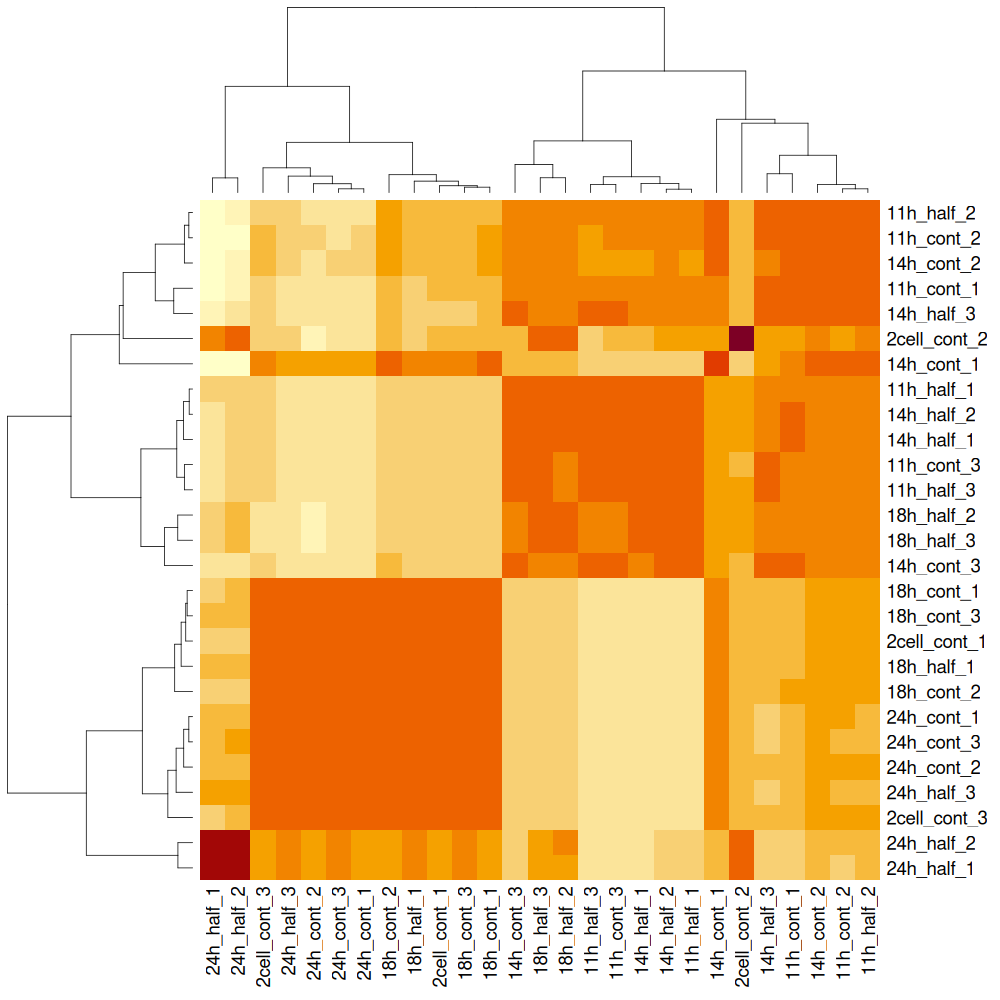 11h_half_2
11h_cont_2
14h_cont_2
11h_cont_1
14h_half_3
2cell_cont_2
14h_cont_1
11h_half_1
14h_half_2
14h_half_1
11h_cont_3
11h_half_3
18h_half_2
18h_half_3
14h_cont_3
18h_cont_1
18h_cont_3
2cell_cont_1
18h_half_1
18h_cont_2
24h_cont_1
24h_cont_3
24h_cont_2
24h_half_3
2cell_cont_3
24h_half_2
24h_half_1
24h_half_1
24h_half_2
2cell_cont_3
24h_half_3
24h_cont_2
24h_cont_3
24h_cont_1
18h_cont_2
18h_half_1
2cell_cont_1
18h_cont_3
18h_cont_1
14h_cont_3
18h_half_3
18h_half_2
11h_half_3
11h_cont_3
14h_half_1
14h_half_2
11h_half_1
14h_cont_1
2cell_cont_2
14h_half_3
11h_cont_1
14h_cont_2
11h_cont_2
11h_half_2